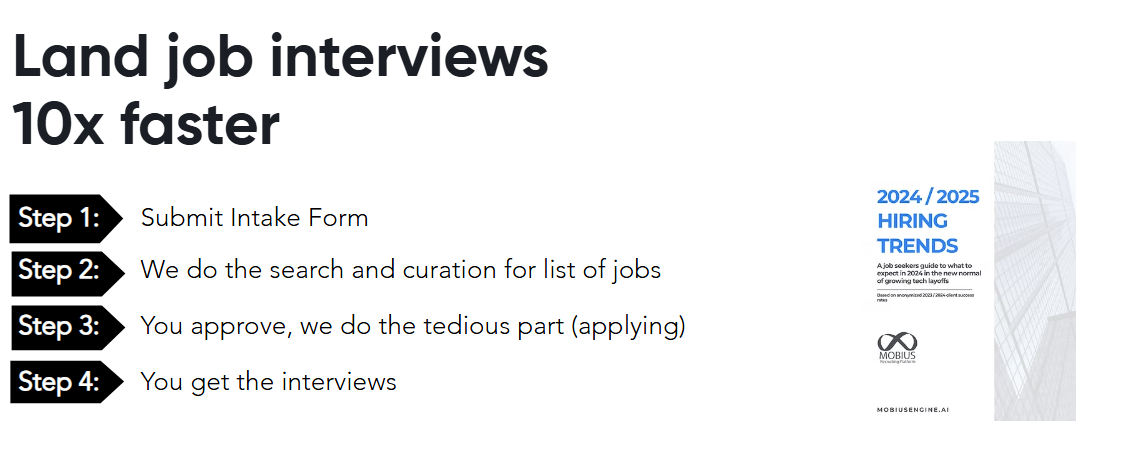 Land job interviews
10x faster
Step 1: Submit Intake Form
Step 2: We do the search and curation for list of jobs
Step 3: You approve, we do the tedious part (applying)
Step 4: You get the interviews
2024 / 2025
HIRING
TRENDS
A job seekers guide to what to
expect in 2024 in the new normal
of growing tech layoffs
Based on anonymized 2023 / 2024 client success
rates
MOBIUS
Recruiting Platform
MOBIUSENGINE.AI